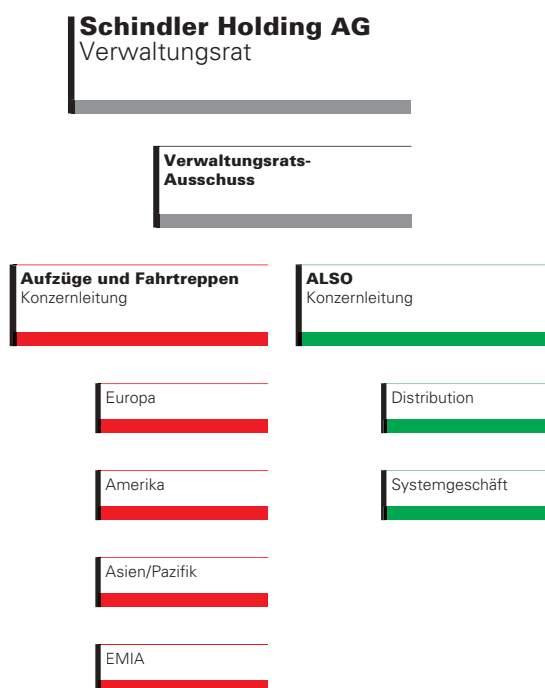 Schindler Holding AG
Verwaltungsrat
Verwaltungsrats-
Ausschuss
Aufzüge und Fahrtreppen
Konzernleitung
ALSO
Konzernleitung
Europa
Distribution
Amerika
Systemgeschäft
Asien/Pazifik
EMIA